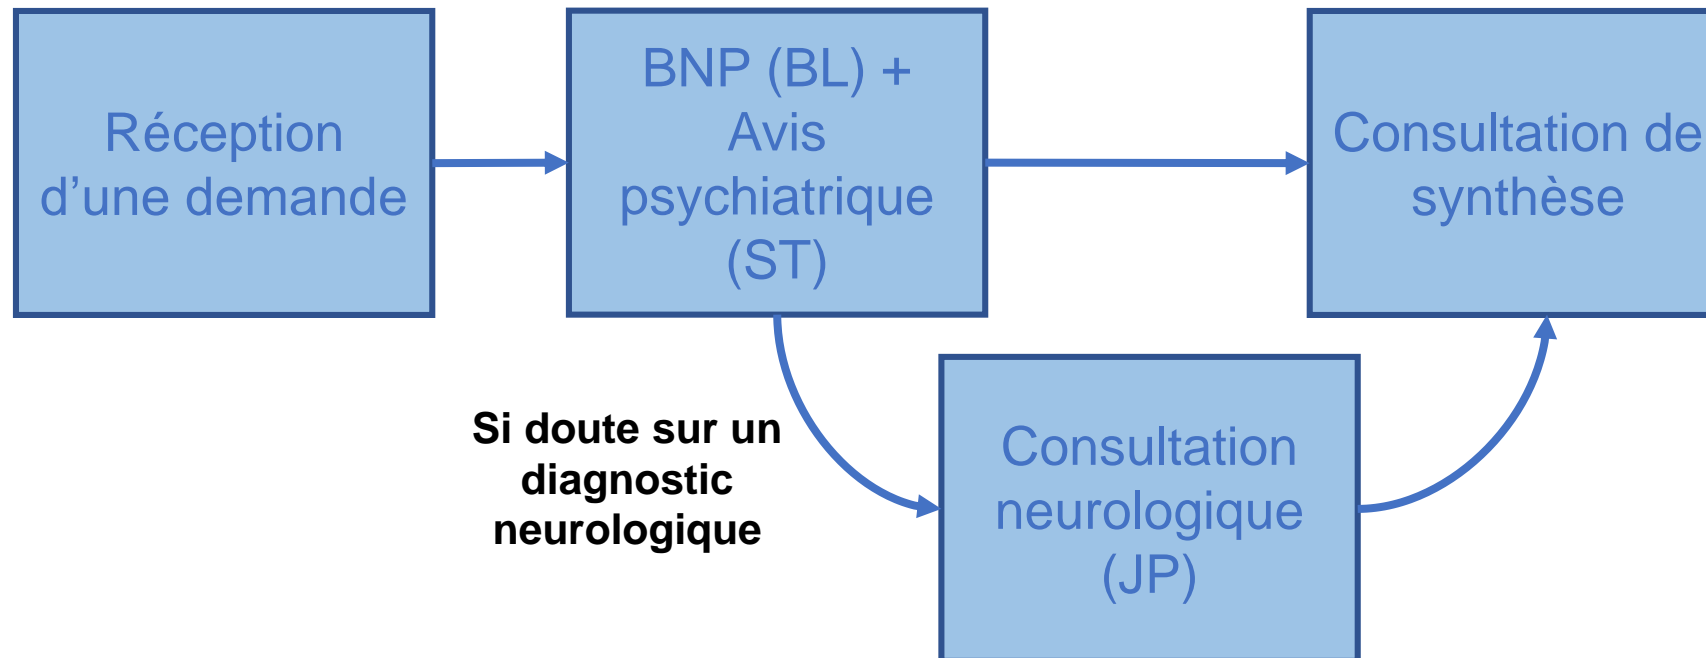 Réception
d’une demande
BNP (BL) +
Avis
psychiatrique
(ST)
Consultation de
synthèse
Si doute sur un
diagnostic
neurologique
Consultation
neurologique
(JP)